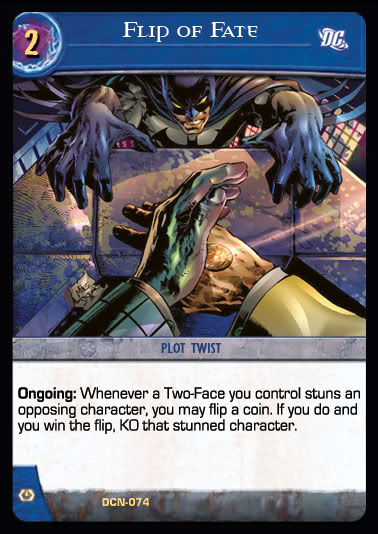 2
FLIP OF FATE
DC
PLOT TWIST
Ongoing: Whenever a Two-Face you control stuns an
opposing character, you may flip a coin. If you do and
you win the flip, KO that stunned character.
DCN-074